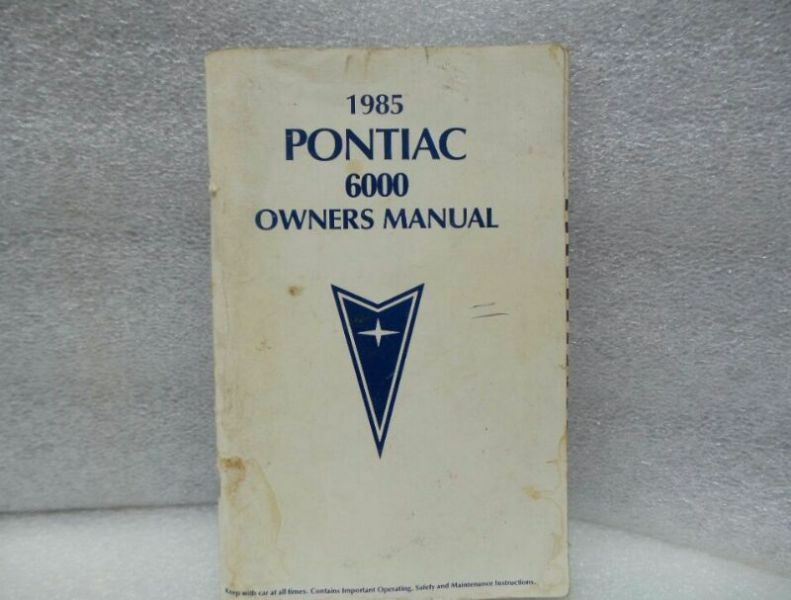 1985
PONTIAC
6000
OWNERS MANUAL
Keep with car at all times. Contains Important Operating, Safety and Maintenance Instructions.